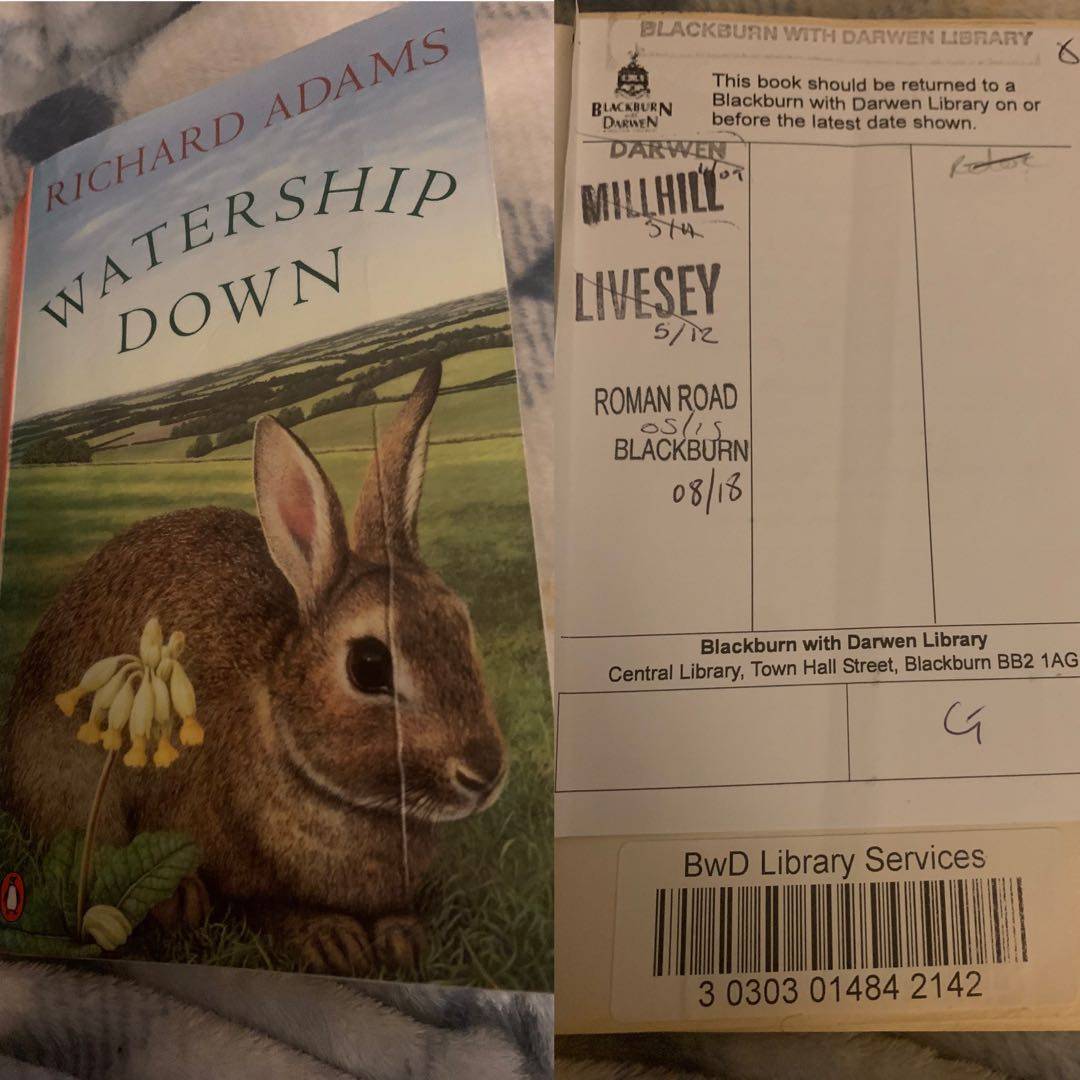 RICHARD ADAMS
WATERSHIP
DOWN
BLACKBURN WITH DARWEN LIBRARY
BLACKBURN
with
DARWEN
This book should be returned to a
Blackburn with Darwen Library on or
before the latest date shown.
DARWEN
09
MILLHILL
LIVESEY
5/12
ROMAN ROAD
BLACKBURN
08/18
Blackburn with Darwen Library
Central Library, Town Hall Street, Blackburn BB2 1AG
G
BwD Library Services
3 0303 01484 2142